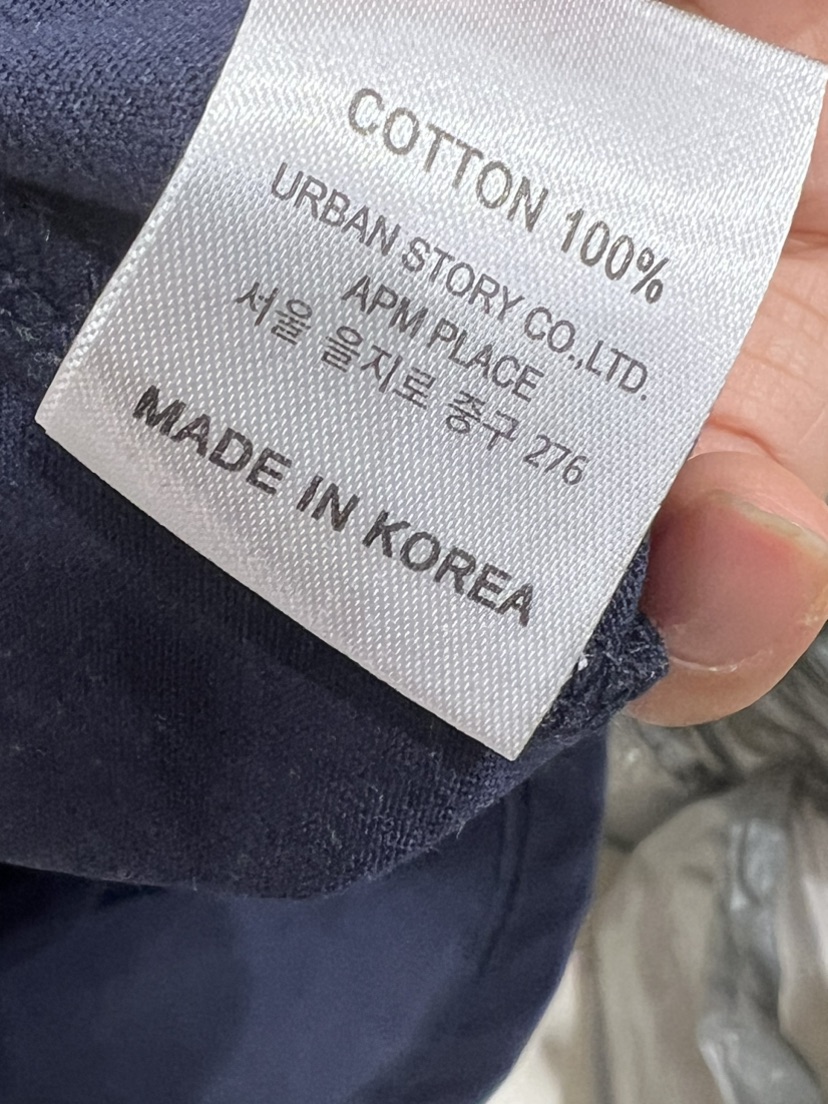 COTTON 100%
URBAN STORY CO.,LTD.
APM PLACE
서울 을지로 중구 276
MADE IN KOREA